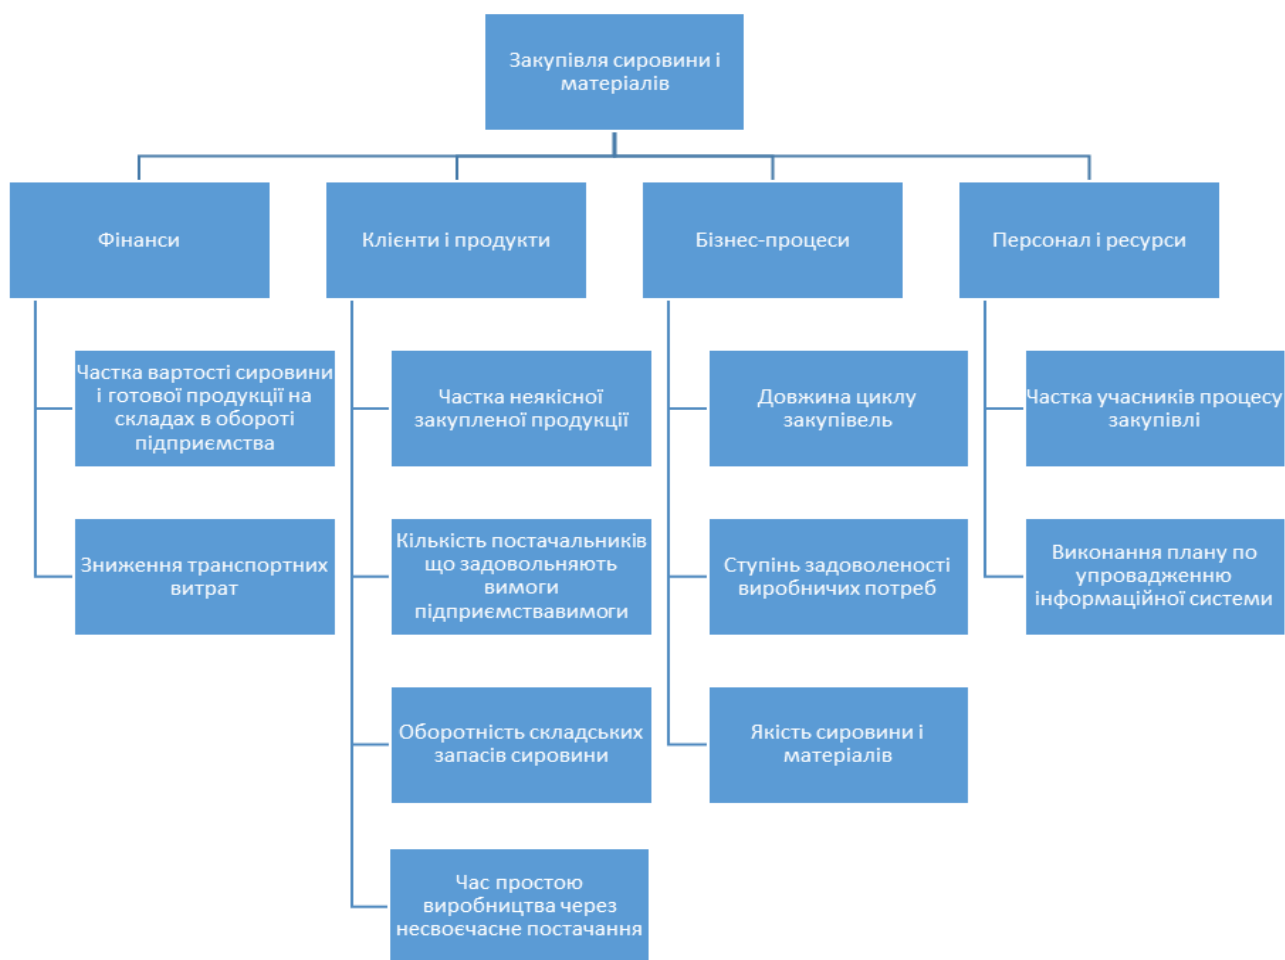 Закупівля сировини і
матеріалів
Фінанси
Клієнти і продукти
Бізнес-процеси
Персонал і ресурси
Частка вартості сировини
і готової продукції на
складах в обороті
підприємства
Зниження транспортних
витрат
Частка неякісної
закупленої продукції
Кількість постачальників
що задовольняють
вимоги
підприємствавимоги
Оборотність складських
запасів сировини
Час простою
виробництва через
несвоєчасне постачання
Довжина циклу
закупівель
Ступінь задоволеності
виробничих потреб
Якість сировини і
матеріалів
Частка учасників процесу
закупівлі
Виконання плану по
упровадженню
інформаційної системи